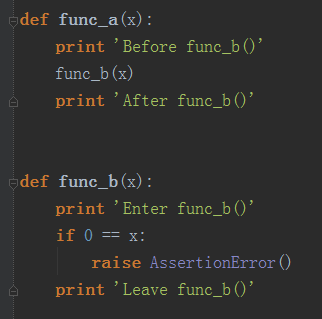 def func_a(x):
    print 'Before func_b()'
    func_b(x)
    print 'After func_b()'
def func_b(x):
    print 'Enter func_b()'
    if 0 == x:
        raise AssertionError()
    print 'Leave func_b()'